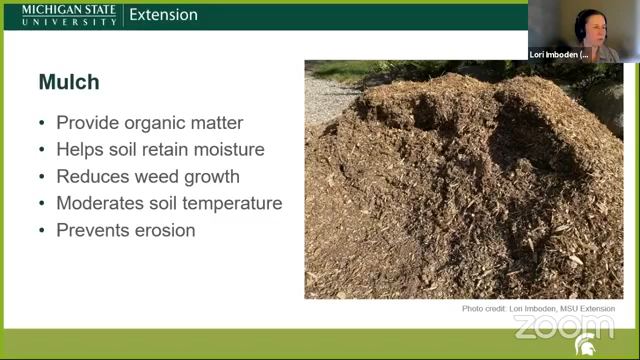 MICHIGAN STATE
UNIVERSITY
Extension
Lori Imboden (...
Mulch
• Provide organic matter
• Helps soil retain moisture
• Reduces weed growth
• Moderates soil temperature
• Prevents erosion
Photo credit: Lori Imboden, MSU Extension
zoom